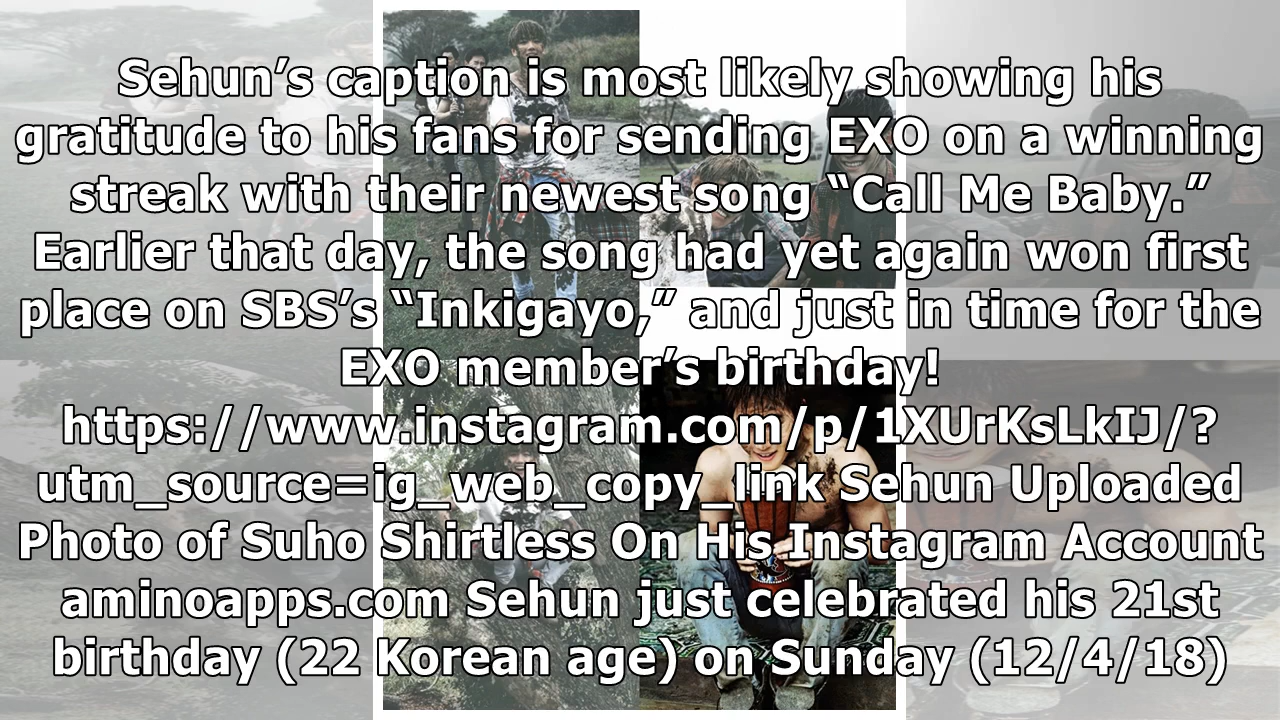 Sehun’s caption is most likely showing his
gratitude to his fans for sending EXO on a winning
streak with their newest song “Call Me Baby.”
Earlier that day, the song had yet again won first
place on SBS’s “Inkigayo,” and just in time for the
EXO member’s birthday!
https://www.instagram.com/p/1XUrKsLkIJ/?
utm_source=ig_web_copy_link Sehun Uploaded
Photo of Suho Shirtless On His Instagram Account
aminoapps.com Sehun just celebrated his 21st
birthday (22 Korean age) on Sunday (12/4/18)